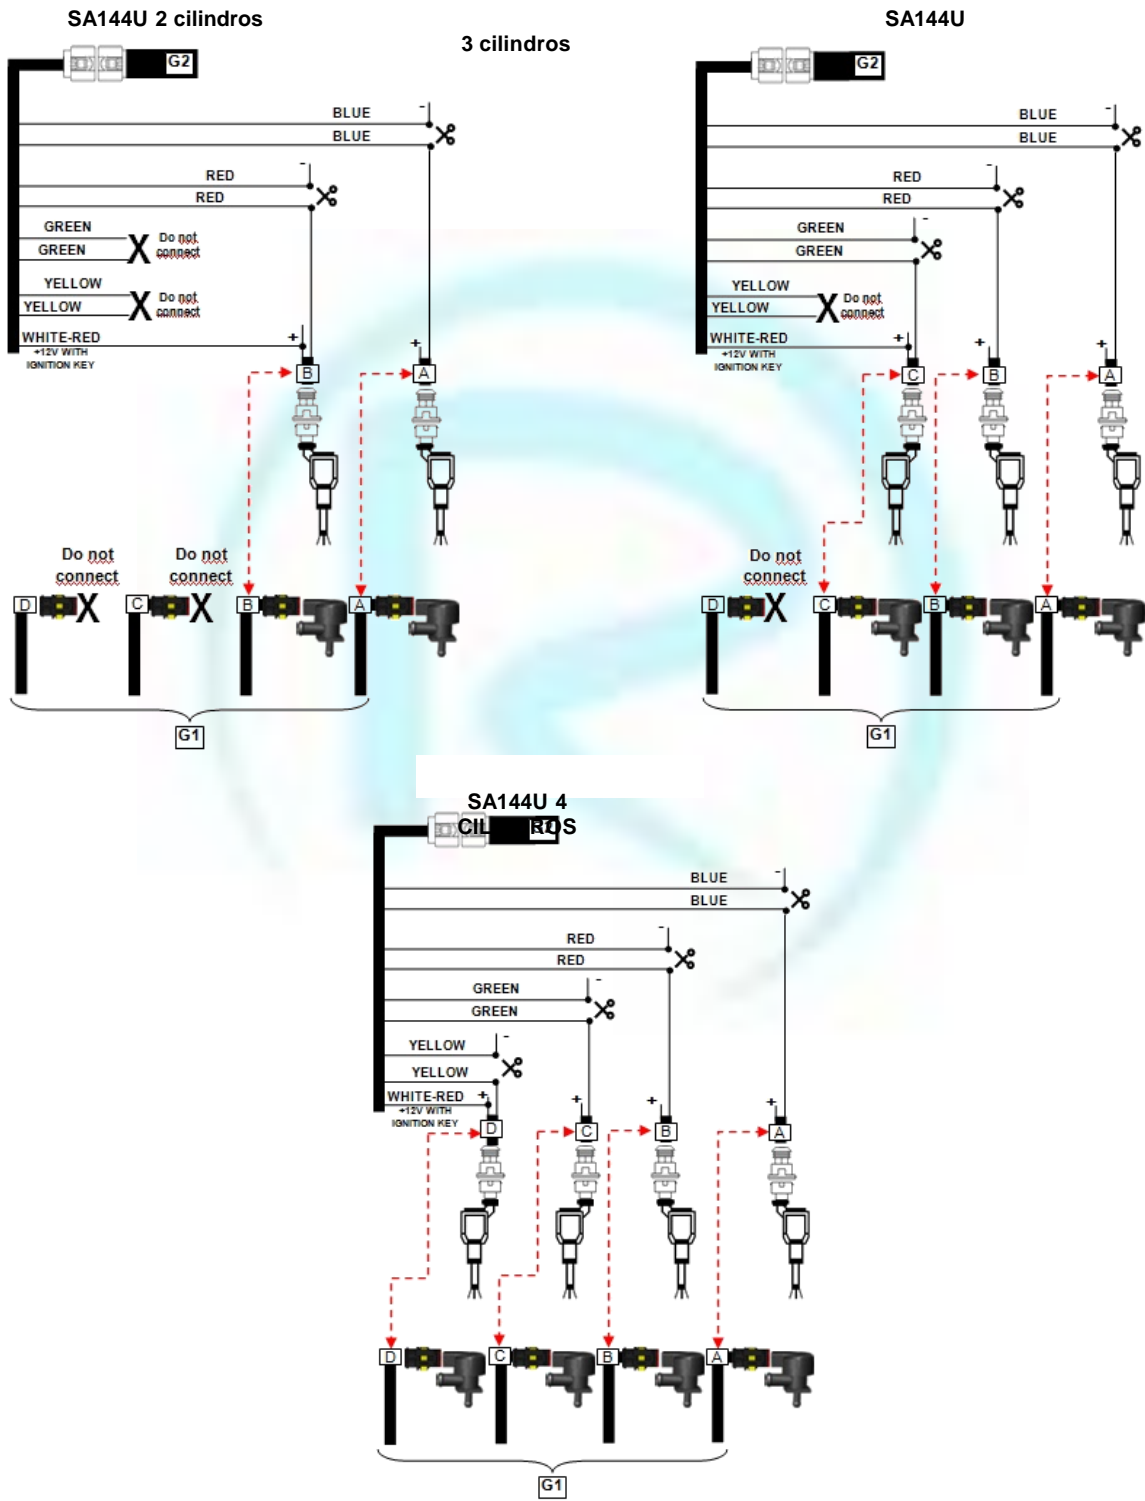 SA144U 2 cilindros
3 cilindros
SA144U
G2
BLUE
-
BLUE
-
RED
RED
GREEN
GREEN
Do not
connect
YELLOW
YELLOW
Do not
connect
WHITE-RED
+
+
+12V WITH
IGNITION KEY
B
A
Do not
connect
Do not
connect
D
C
B
A
G1
G2
BLUE
-
BLUE
-
RED
RED
-
GREEN
GREEN
YELLOW
YELLOW
Do not
connect
WHITE-RED
+
+
+
+12V WITH
IGNITION KEY
C
B
A
Do not
connect
D
C
B
A
G1
SA144U 4
CILINDROS
BLUE
-
BLUE
-
RED
RED
-
GREEN
GREEN
-
YELLOW
YELLOW
WHITE-RED
+
+
+
+
+12V WITH
IGNITION KEY
D
C
B
A
D
C
B
A
G1